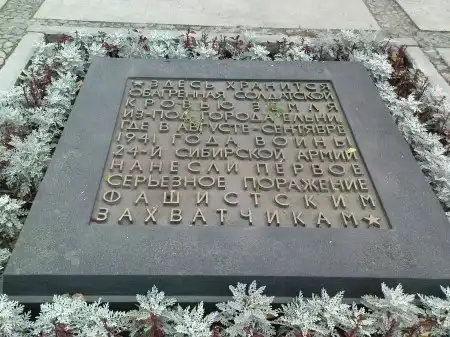 ЗДЕСЬ ХРАНИТСЯ
ОБАГРЕННАЯ СОЛДАТСКОЙ
КРОВЬЮ ЗЕМЛЯ
ИЗ-ПОД ГОРОДА ЕЛЬНИ
ГДЕ В АВГУСТЕ-СЕНТЯБРЕ
1941 ГОДА ВОИНЫ
24-Й СИБИРСКОЙ АРМИИ
НАНЕСЛИ ПЕРВОЕ
СЕРЬЕЗНОЕ ПОРАЖЕНИЕ
ФАШИСТСКИМ
ЗАХВАТЧИКАМ